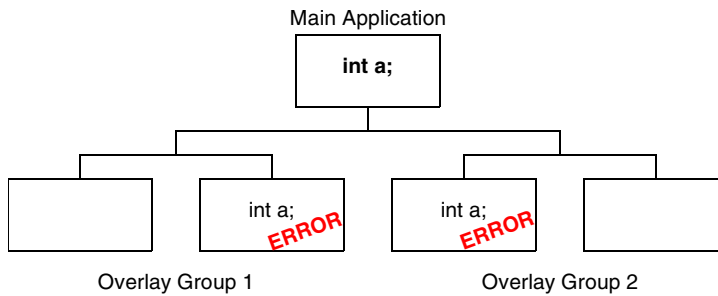 Main Application
int a;
int a;
ERROR
int a;
ERROR
Overlay Group 1
Overlay Group 2